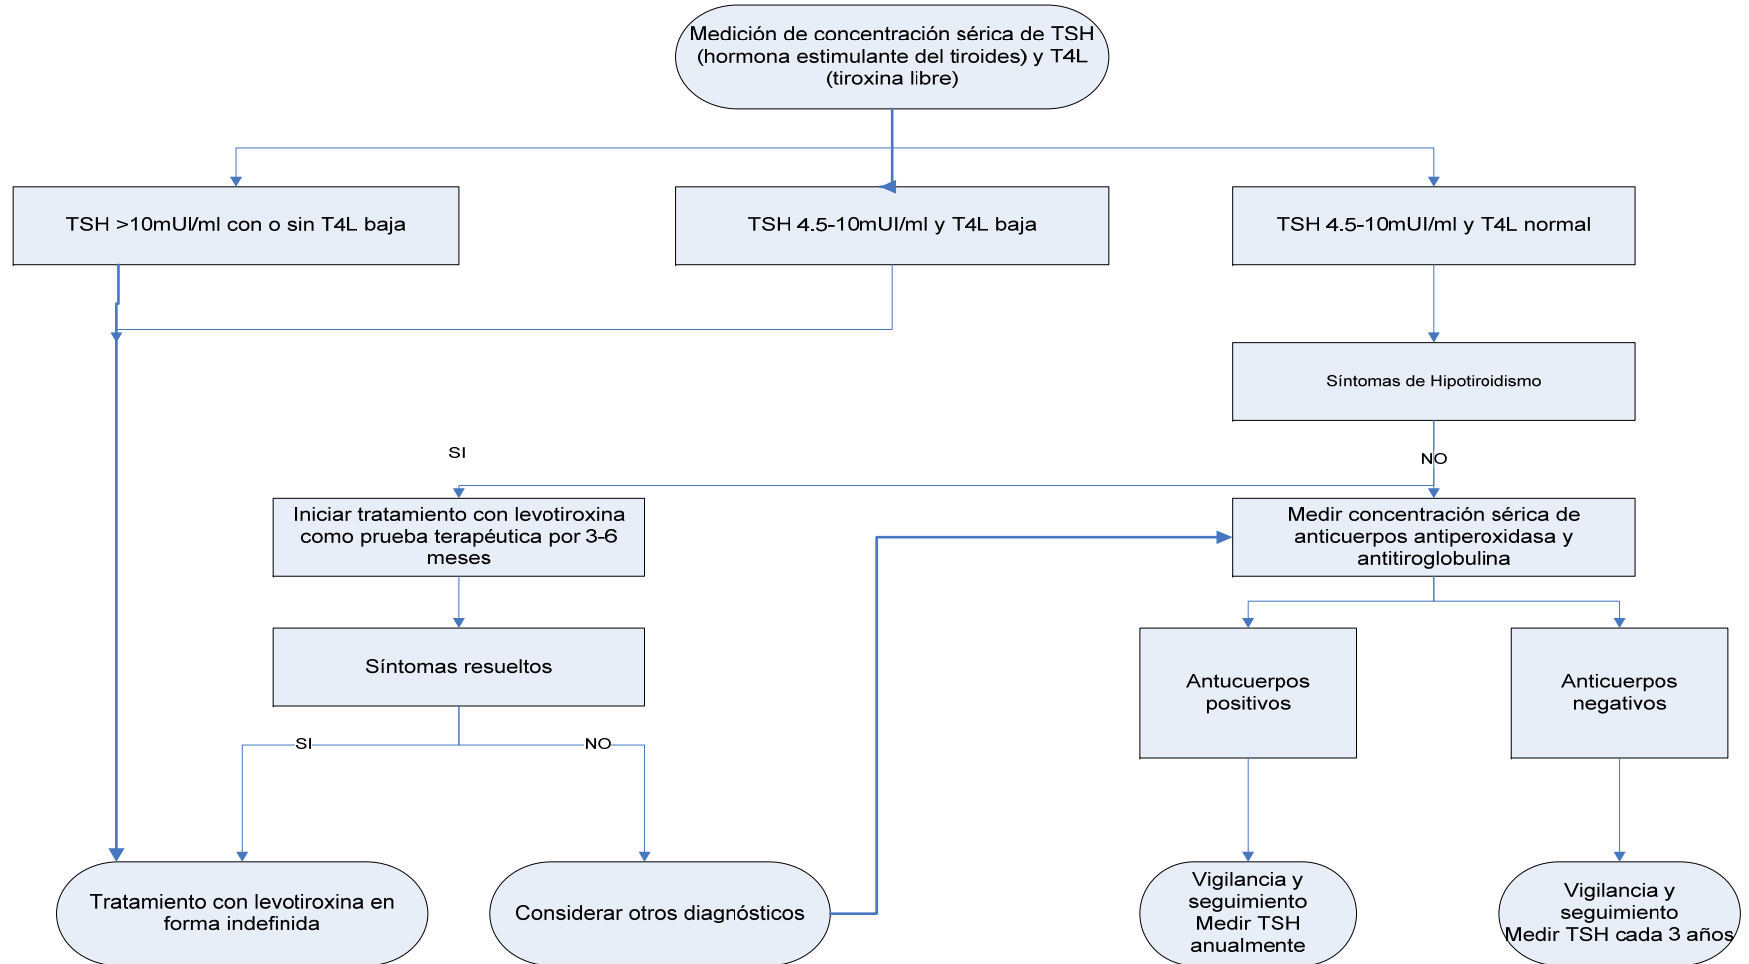 Medición de concentración sérica de TSH
(hormona estimulante del tiroides) y T4L
(tiroxina libre)
TSH >10mUI/ml con o sin T4L baja
TSH 4.5-10mUI/ml y T4L baja
TSH 4.5-10mUI/ml y T4L normal
Síntomas de Hipotiroidismo
SI
NO
Iniciar tratamiento con levotiroxina
como prueba terapéutica por 3-6
meses
Medir concentración sérica de
anticuerpos antiperoxidasa y
antitiroglobulina
Síntomas resueltos
Antucuerpos
positivos
Anticuerpos
negativos
SI
NO
Tratamiento con levotiroxina en
forma indefinida
Considerar otros diagnósticos
Vigilancia y
seguimiento
Medir TSH
anualmente
Vigilancia y
seguimiento
Medir TSH cada 3 años